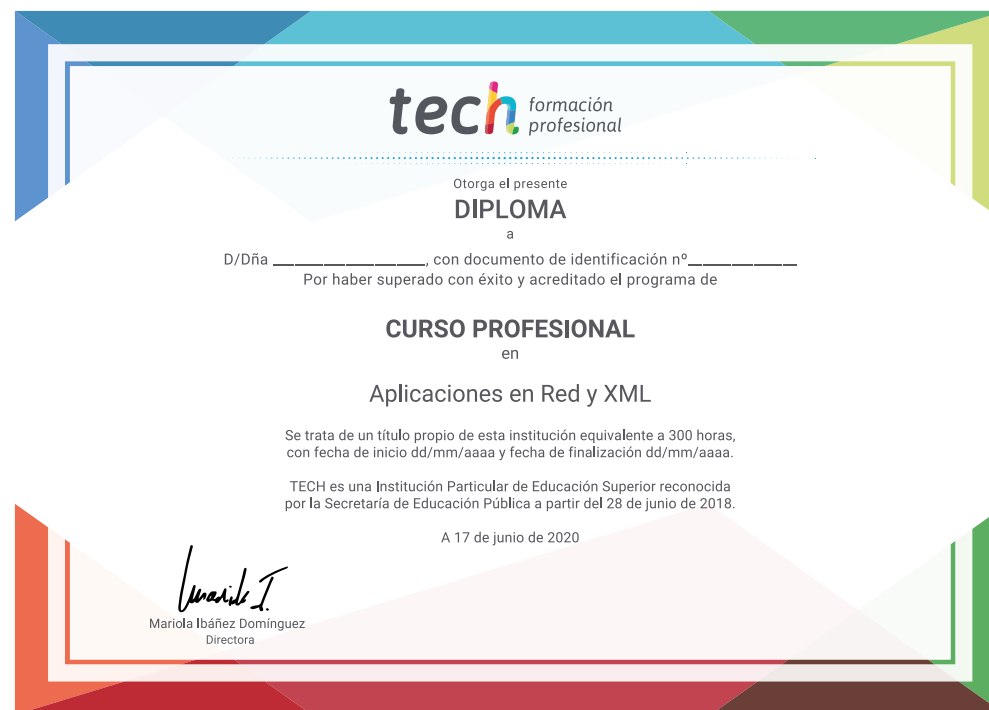 tech formación
profesional
Otorga el presente
DIPLOMA
a
D/Dña ____________________, con documento de identificación nº______________
Por haber superado con éxito y acreditado el programa de
CURSO PROFESIONAL
en
Aplicaciones en Red y XML
Se trata de un título propio de esta institución equivalente a 300 horas,
con fecha de inicio dd/mm/aaaa y fecha de finalización dd/mm/aaaa.
TECH es una Institución Particular de Educación Superior reconocida
por la Secretaría de Educación Pública a partir del 28 de junio de 2018.
A 17 de junio de 2020
Mariola Ibáñez Domínguez
Directora